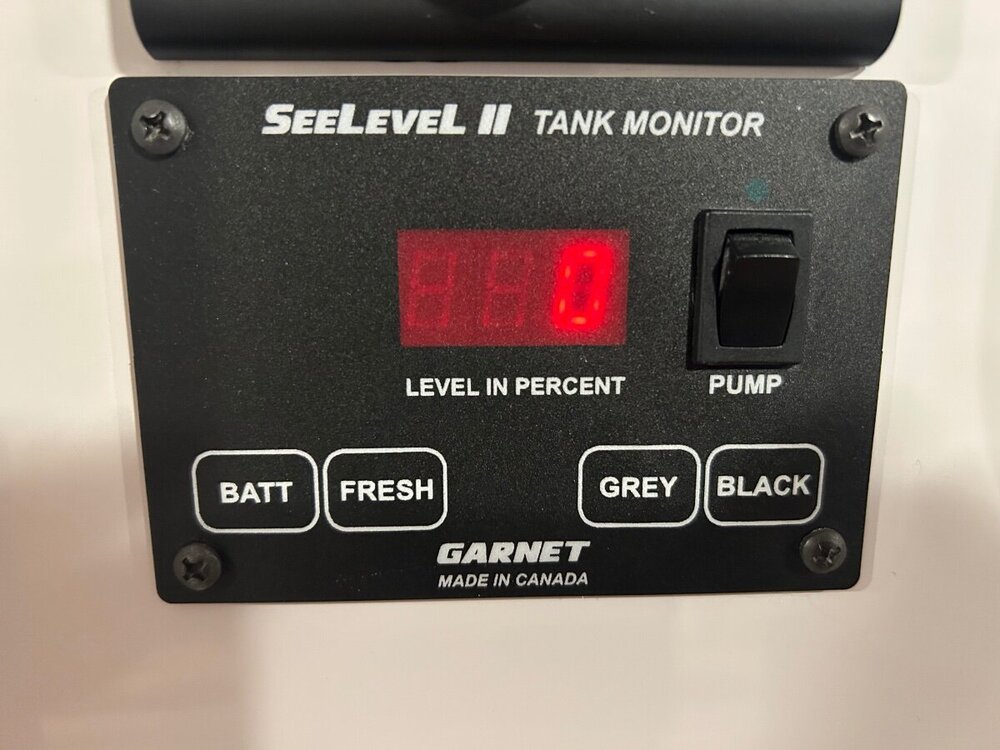 SEELEVEL II TANK MONITOR
0
LEVEL IN PERCENT
PUMP
BATT FRESH GREY BLACK
GARNET
MADE IN CANADA